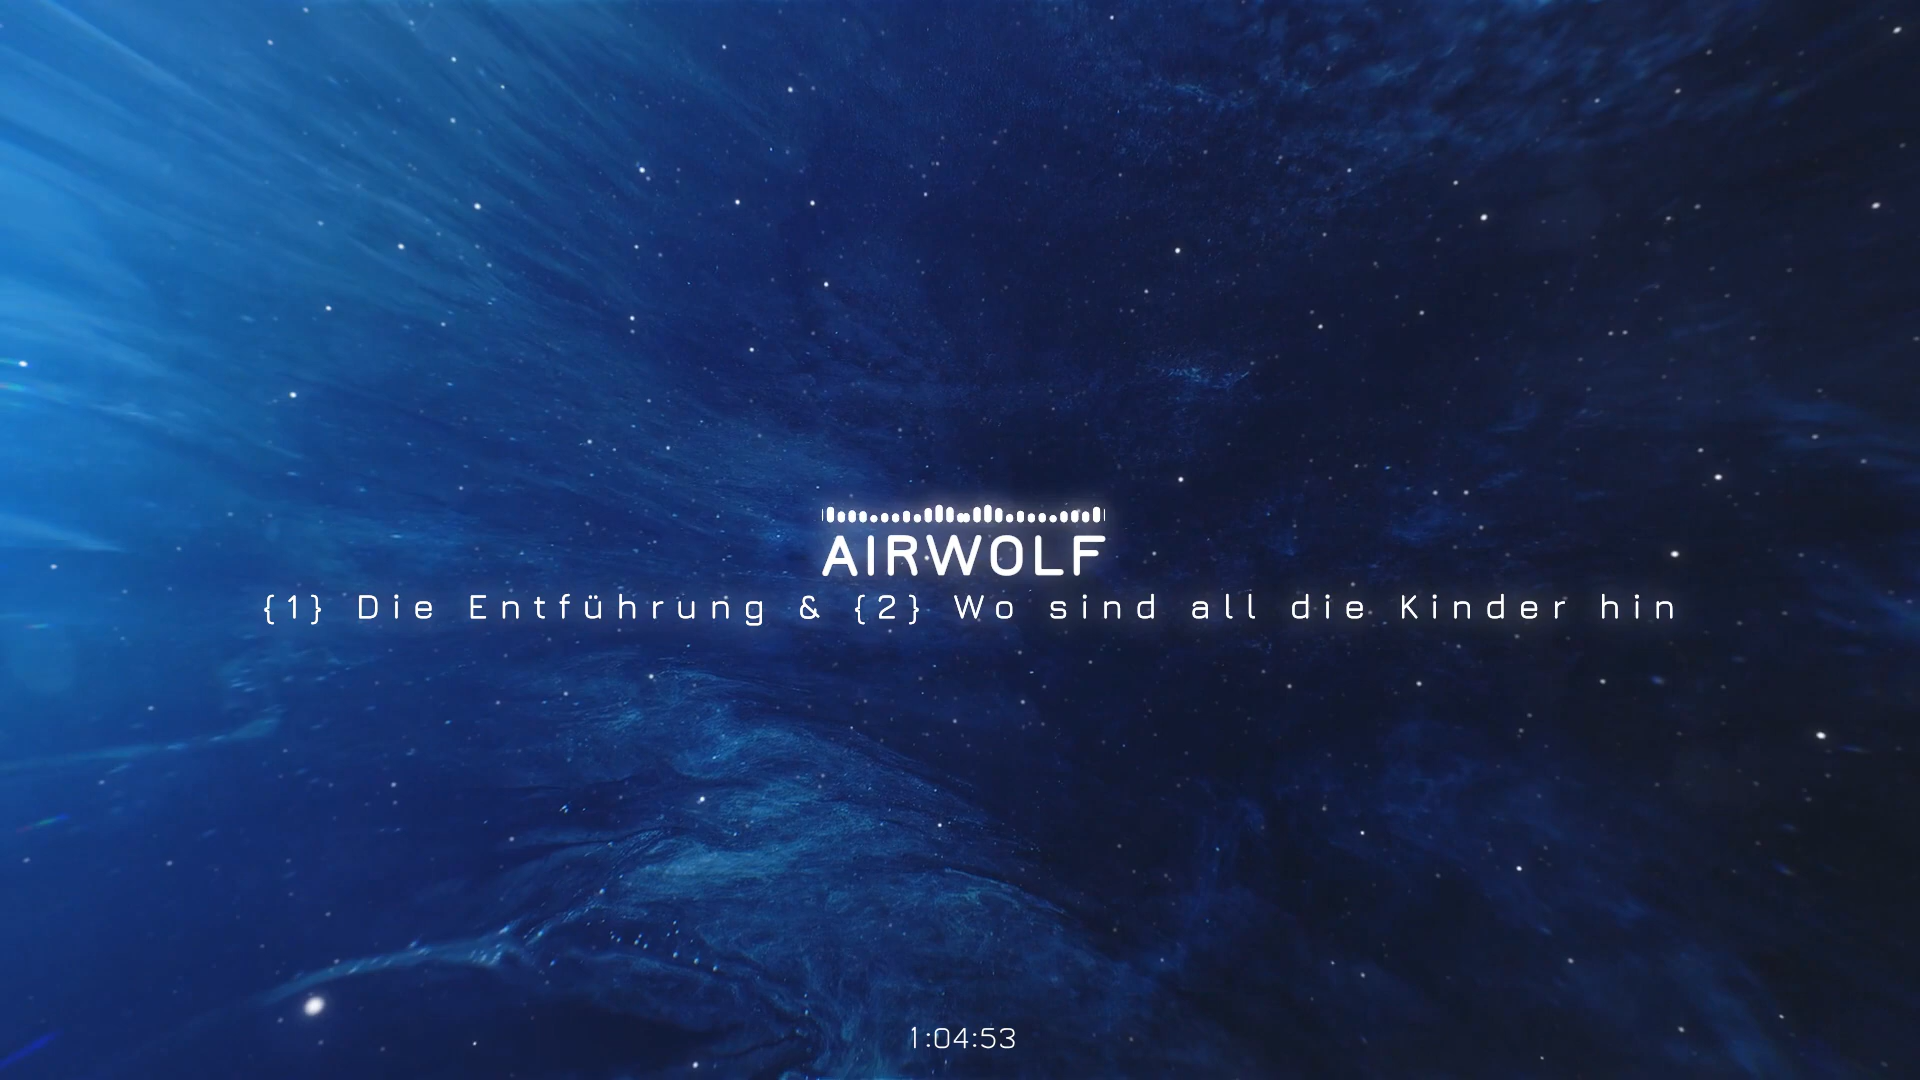 AIRWOLF
{1} Die Entführung & {2} Wo sind all die Kinder hin
1:04:53